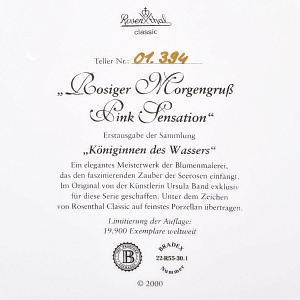 Rosenthal
classic
Teller Nr.: 01.394
„Rosiger Morgengruß
Pink Sensation“
Erstausgabe der Sammlung
„Königinnen des Wassers“
Ein elegantes Meisterwerk der Blumenmalerei,
das den faszinierenden Zauber der Seerosen einfängt.
Im Original von der Künstlerin Ursula Band exklusiv
für diese Serie geschaffen. Unter dem Zeichen
von Rosenthal Classic auf feinstes Porzellan übertragen.
Limitierung der Auflage:
19,900 Exemplare weltweit
B
BRADEX
22-R55-30.1
Nummer
© 2000